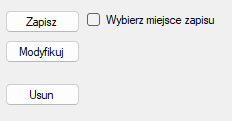 Zapisz
Wybierz miejsce zapisu
Modyfikuj
Usun